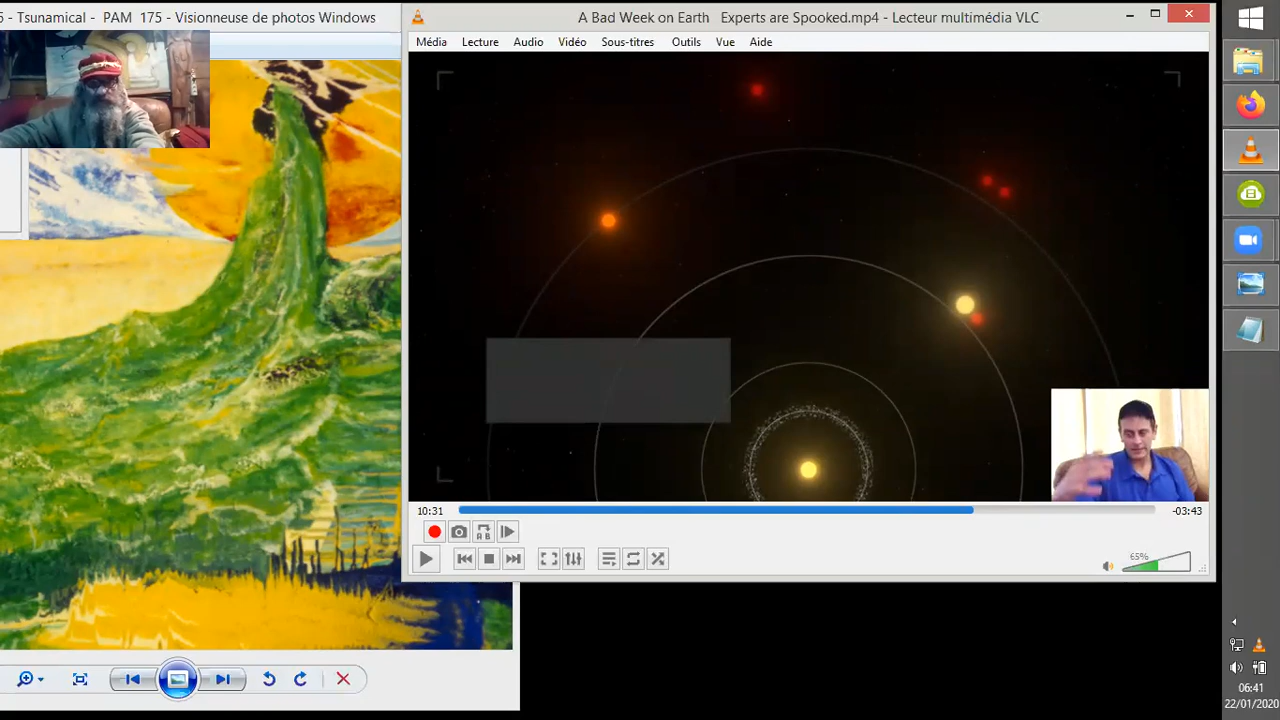 Tsunamical - PAM 175 - Visionneuse de photos Windows
A Bad Week on Earth Experts are Spooked.mp4 - Lecteur multimédia VLC
Média Lecture Audio Vidéo Sous-titres Outils Vue Aide
10:31
-03:43
A B
65%
06:41
22/01/2020